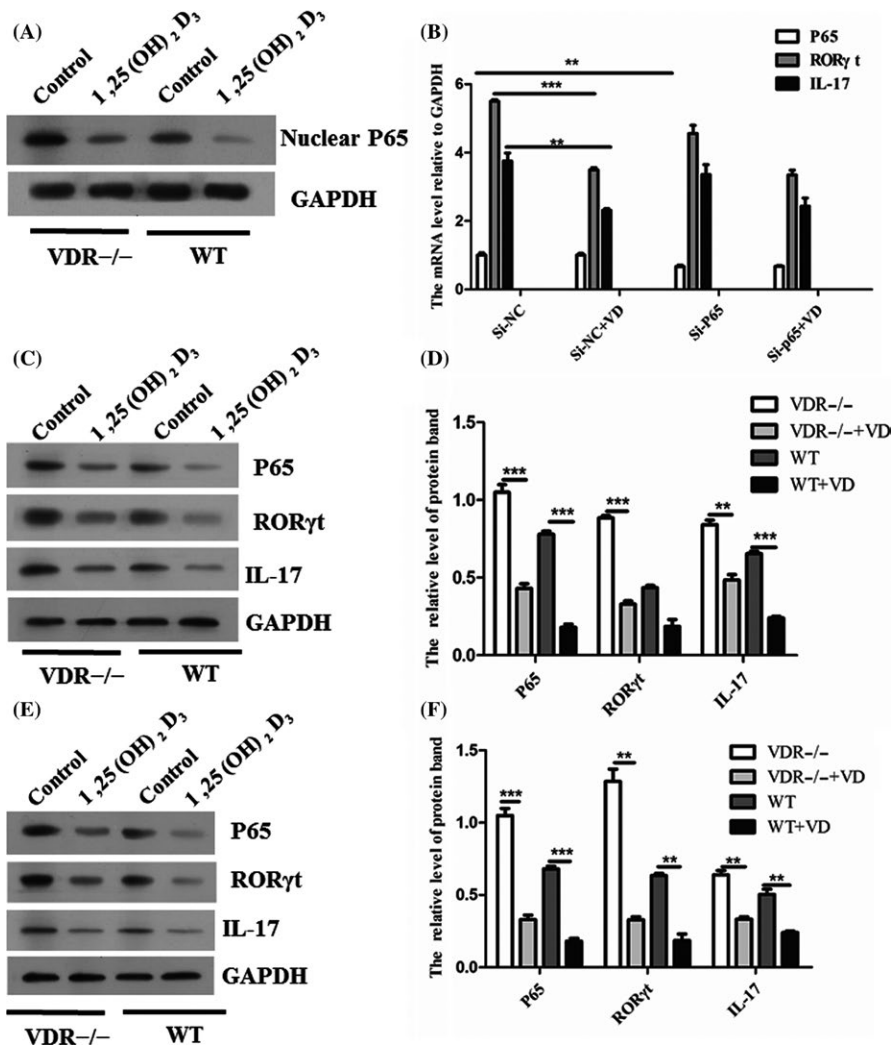 (A)
Control
1,25(OH)2D3
Control
1,25(OH)2D3
Nuclear P65
GAPDH
VDR−/−
WT
(B)
P65
RORγ t
IL-17
The mRNA level relative to GAPDH
8
6
4
2
0
**
***
**
Si-NC
Si-NC+VD
Si-P65
Si-p65+VD
(C)
Control
1,25(OH)2D3
Control
1,25(OH)2D3
P65
RORγt
IL-17
GAPDH
VDR−/−
WT
(D)
VDR−/−
VDR−/−+VD
WT
WT+VD
The relative level of protein band
1.5
1.0
0.5
0.0
***
***
***
**
***
P65
RORγt
IL-17
(E)
Control
1,25(OH)2D3
Control
1,25(OH)2D3
P65
RORγt
IL-17
GAPDH
VDR−/−
WT
(F)
VDR−/−
VDR−/−+VD
WT
WT+VD
The relative level of protein band
1.5
1.0
0.5
0.0
***
***
**
**
**
**
P65
RORγt
IL-17